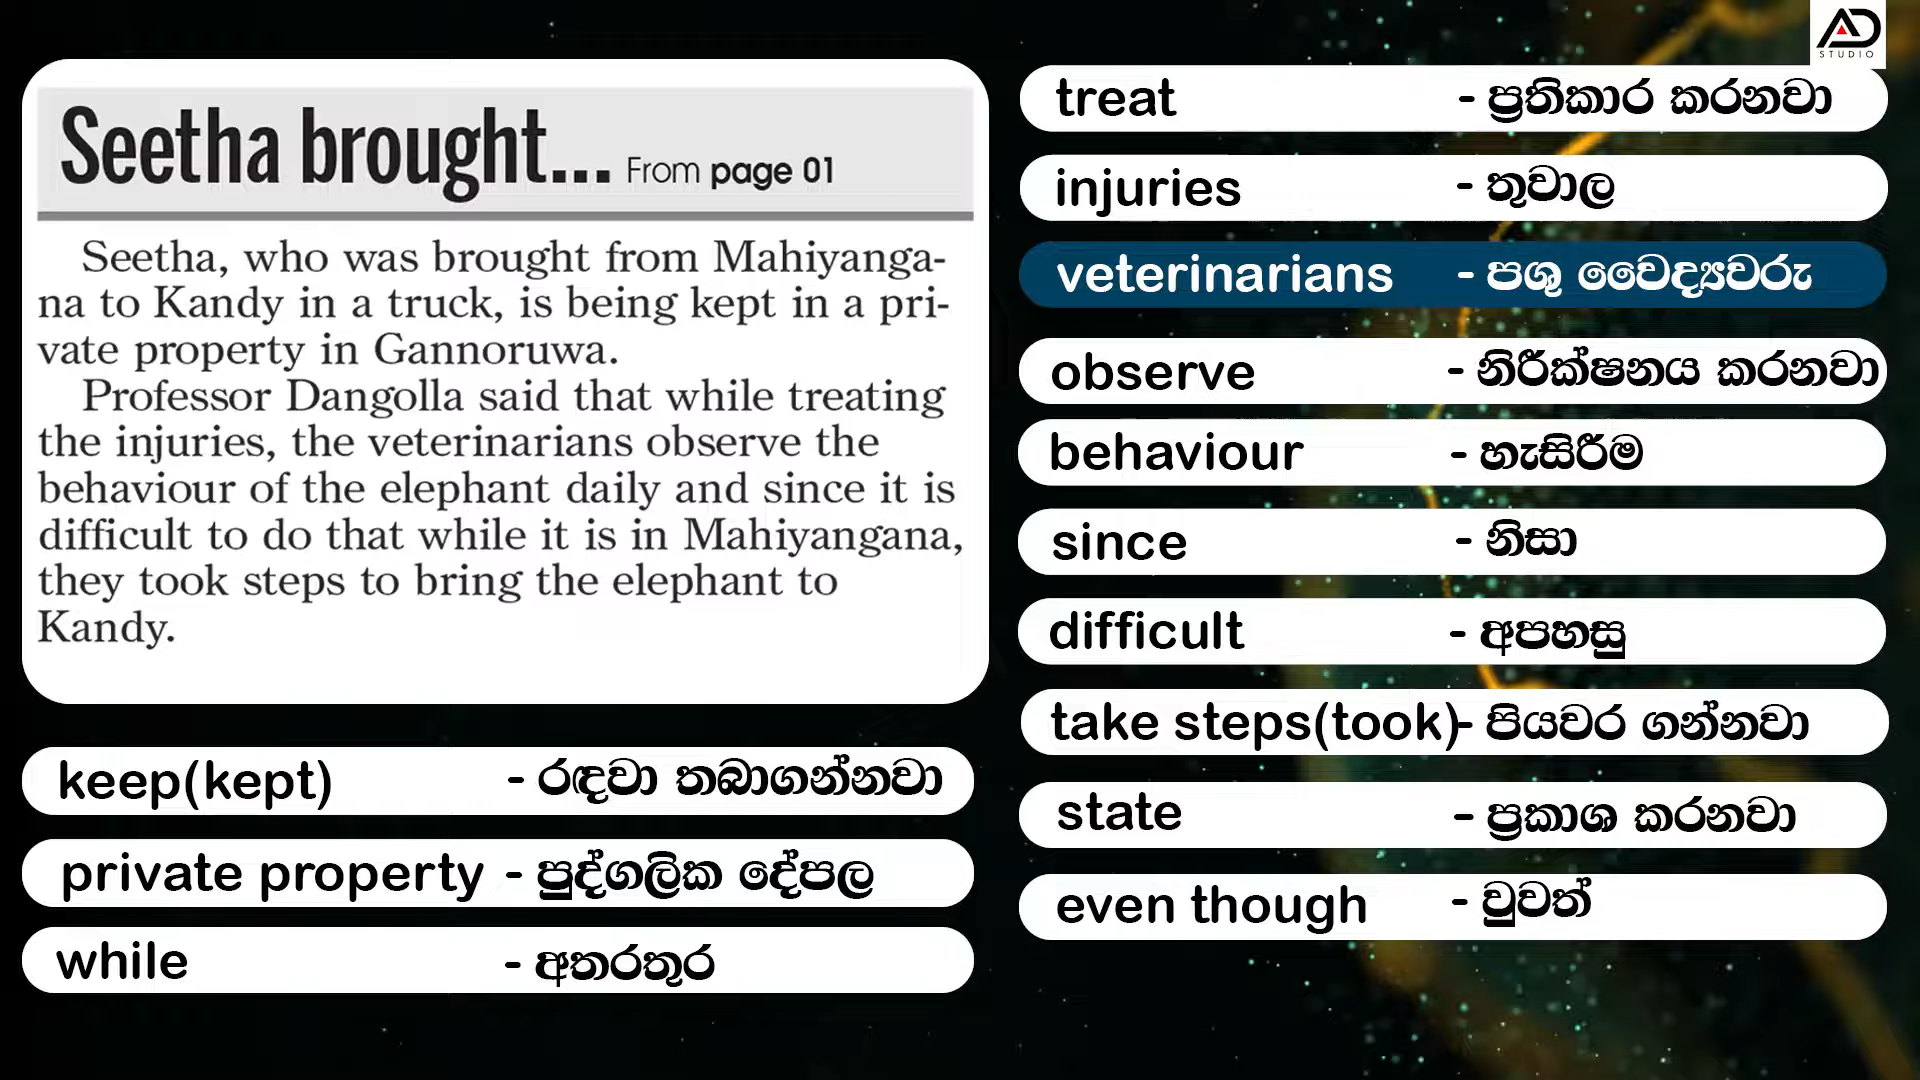 Seetha brought... From page 01
Seetha, who was brought from Mahiyanga-
na to Kandy in a truck, is being kept in a pri-
vate property in Gannoruwa.
Professor Dangolla said that while treating
the injuries, the veterinarians observe the
behaviour of the elephant daily and since it is
difficult to do that while it is in Mahiyangana,
they took steps to bring the elephant to
Kandy.
keep(kept) - රඳවා තබාගන්නවා
private property - පුද්ගලික දේපල
while - අතරතුර
AD
STUDIO
treat - ප්‍රතිකාර කරනවා
injuries - තුවාල
veterinarians - පශු වෛද්‍යවරු
observe - නිරීක්ෂනය කරනවා
behaviour - හැසිරීම
since - නිසා
difficult - අපහසු
take steps(took)- පියවර ගන්නවා
state - ප්‍රකාශ කරනවා
even though - වුවත්